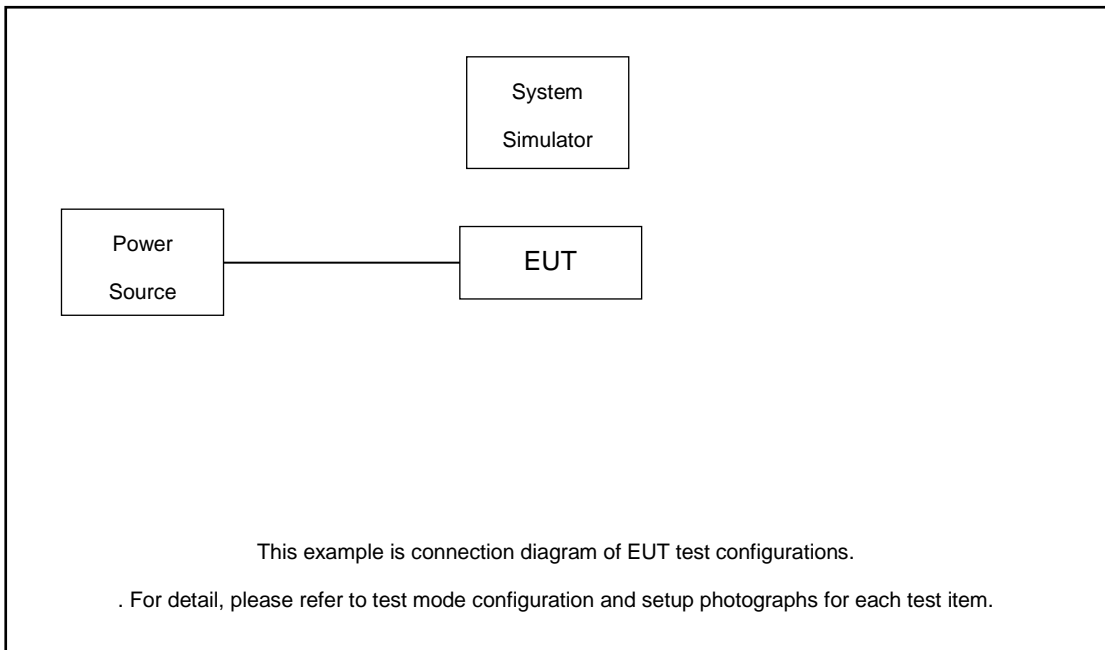 System
Simulator
Power
Source
EUT
This example is connection diagram of EUT test configurations.
. For detail, please refer to test mode configuration and setup photographs for each test item.